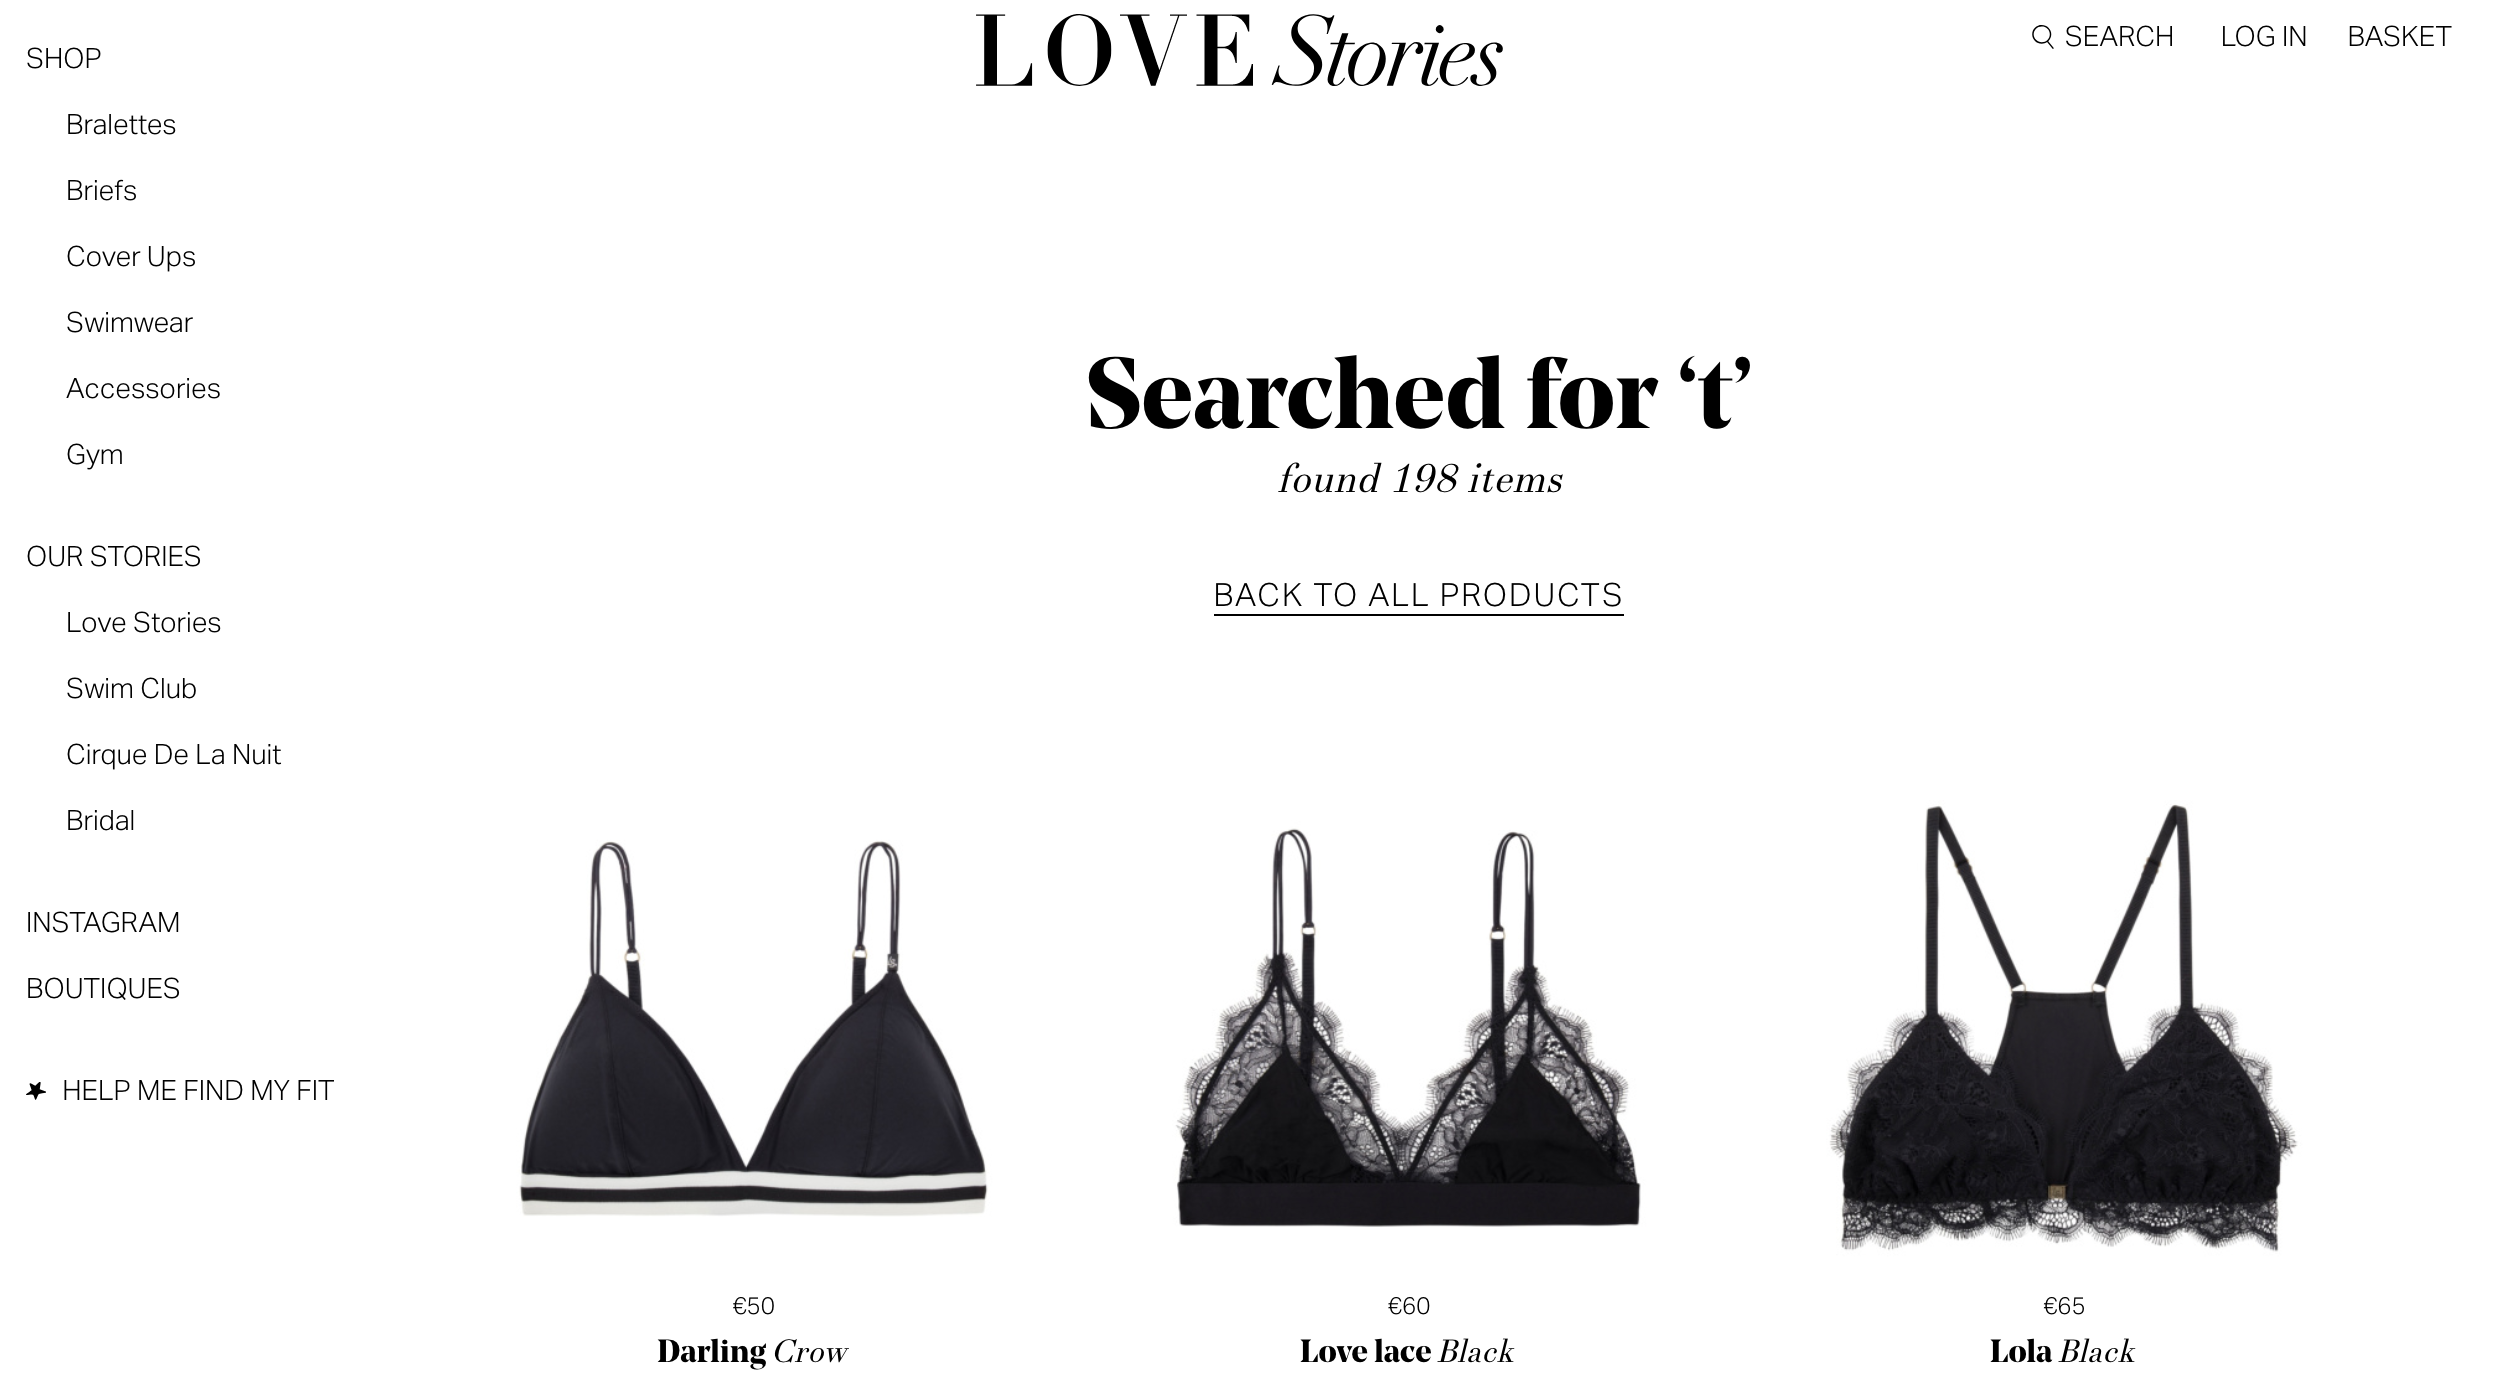 LOVE Stories
SEARCH
LOG IN
BASKET
SHOP
Bralettes
Briefs
Cover Ups
Swimwear
Accessories
Gym
OUR STORIES
Love Stories
Swim Club
Cirque De La Nuit
Bridal
INSTAGRAM
BOUTIQUES
HELP ME FIND MY FIT
Searched for ‘t’
found 198 items
BACK TO ALL PRODUCTS
€50
Darling Crow
€60
Love lace Black
€65
Lola Black